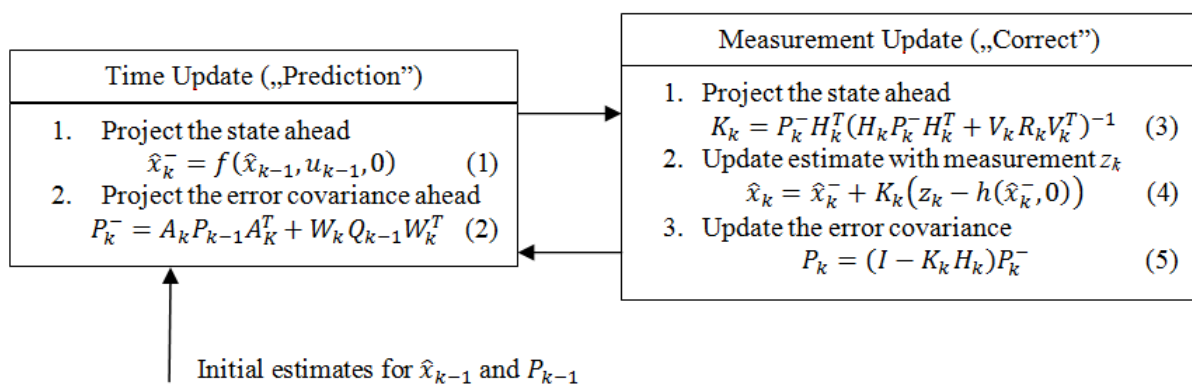 Time Update („Prediction”)
1. Project the state ahead
x̂ₖ⁻ = f(x̂ₖ₋₁, uₖ₋₁, 0) (1)
2. Project the error covariance ahead
Pₖ⁻ = AₖPₖ₋₁A_K^T + WₖQₖ₋₁Wₖᵀ (2)
Measurement Update („Correct”)
1. Project the state ahead
Kₖ = Pₖ⁻Hₖᵀ(HₖPₖ⁻Hₖᵀ + VₖRₖVₖᵀ)⁻¹ (3)
2. Update estimate with measurement zₖ
x̂ₖ = x̂ₖ⁻ + Kₖ(zₖ − h(x̂ₖ⁻, 0)) (4)
3. Update the error covariance
Pₖ = (I − KₖHₖ)Pₖ⁻ (5)
Initial estimates for x̂ₖ₋₁ and Pₖ₋₁